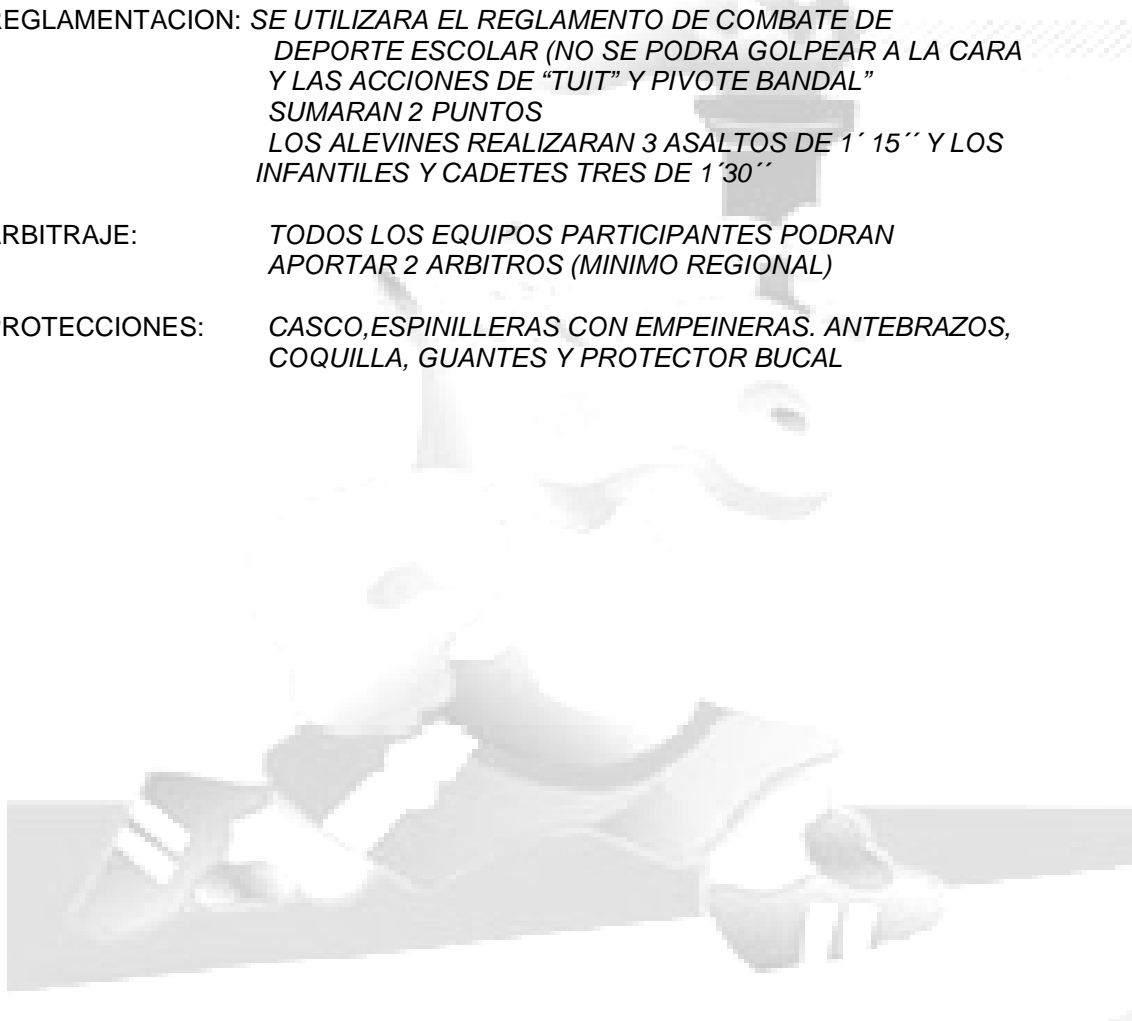 REGLAMENTACION: SE UTILIZARA EL REGLAMENTO DE COMBATE DE
DEPORTE ESCOLAR (NO SE PODRA GOLPEAR A LA CARA
Y LAS ACCIONES DE “TUIT” Y PIVOTE BANDAL”
SUMARAN 2 PUNTOS
LOS ALEVINES REALIZARAN 3 ASALTOS DE 1´ 15´´ Y LOS
INFANTILES Y CADETES TRES DE 1´30´´
ARBITRAJE: TODOS LOS EQUIPOS PARTICIPANTES PODRAN
APORTAR 2 ARBITROS (MINIMO REGIONAL)
PROTECCIONES: CASCO,ESPINILLERAS CON EMPEINERAS. ANTEBRAZOS,
COQUILLA, GUANTES Y PROTECTOR BUCAL